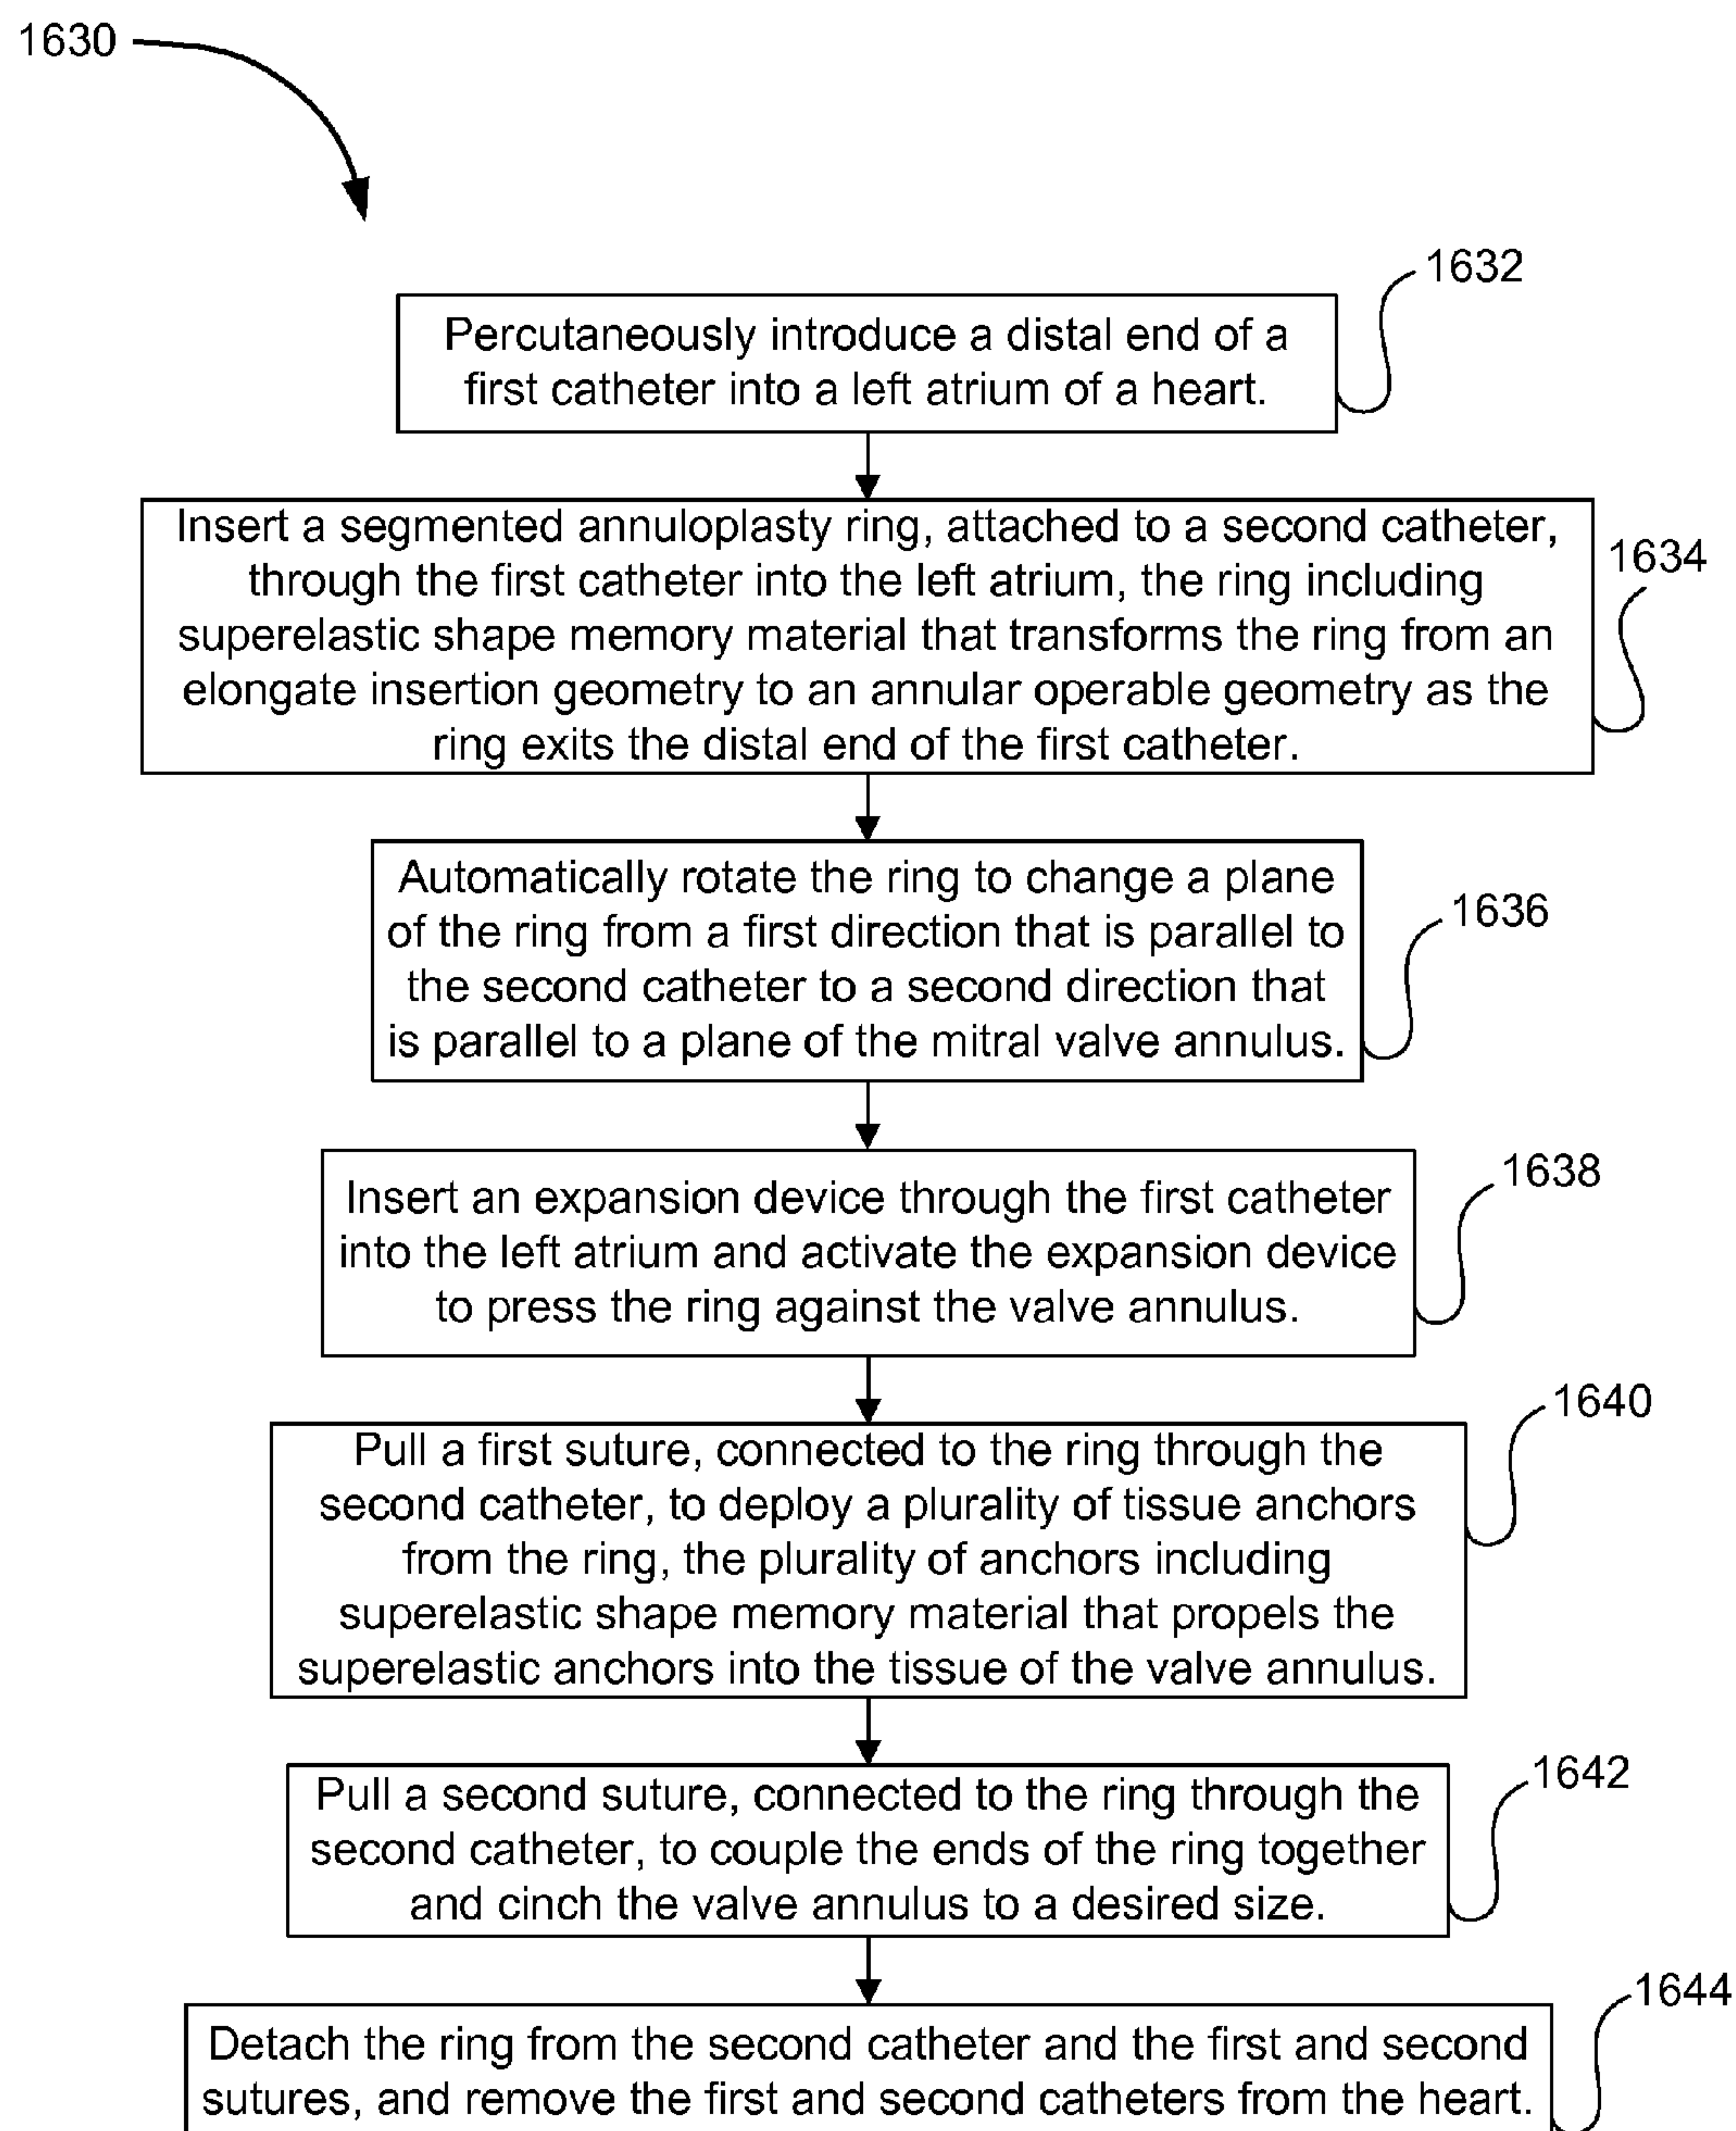 1630
1632
Percutaneously introduce a distal end of a
first catheter into a left atrium of a heart.
1634
Insert a segmented annuloplasty ring, attached to a second catheter,
through the first catheter into the left atrium, the ring including
superelastic shape memory material that transforms the ring from an
elongate insertion geometry to an annular operable geometry as the
ring exits the distal end of the first catheter.
1636
Automatically rotate the ring to change a plane
of the ring from a first direction that is parallel to
the second catheter to a second direction that
is parallel to a plane of the mitral valve annulus.
1638
Insert an expansion device through the first catheter
into the left atrium and activate the expansion device
to press the ring against the valve annulus.
1640
Pull a first suture, connected to the ring through the
second catheter, to deploy a plurality of tissue anchors
from the ring, the plurality of anchors including
superelastic shape memory material that propels the
superelastic anchors into the tissue of the valve annulus.
1642
Pull a second suture, connected to the ring through the
second catheter, to couple the ends of the ring together
and cinch the valve annulus to a desired size.
1644
Detach the ring from the second catheter and the first and second
sutures, and remove the first and second catheters from the heart.